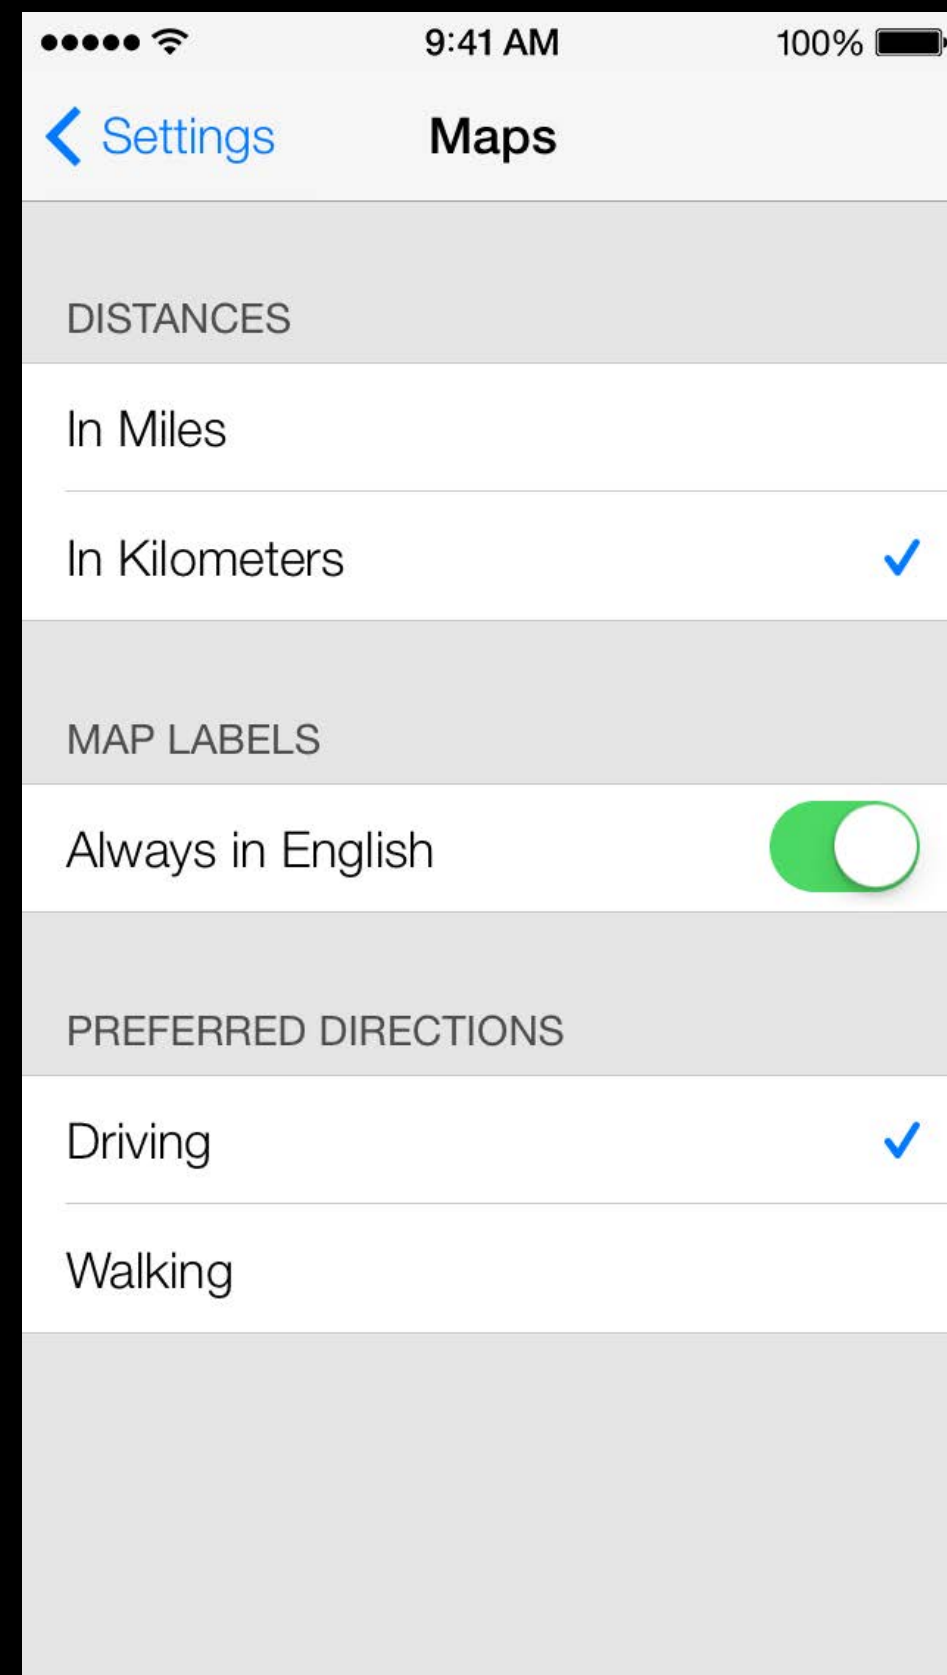 9:41 AM 100%
Settings Maps
DISTANCES
In Miles
In Kilometers
MAP LABELS
Always in English
PREFERRED DIRECTIONS
Driving
Walking